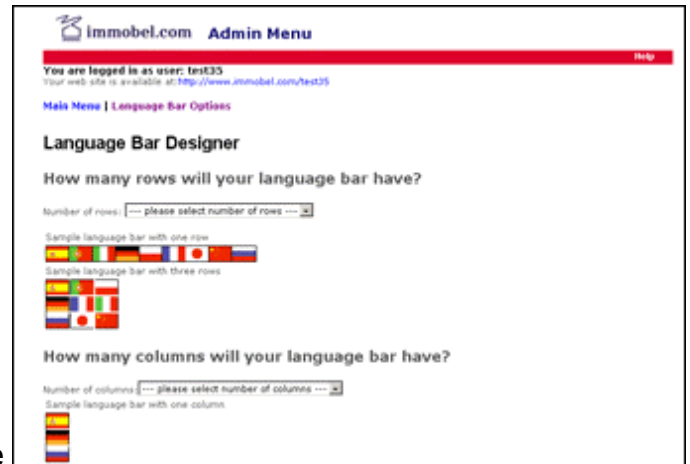 immobel.com Admin Menu
Help
You are logged in as user: test35
Your web site is available at: http://www.immobel.com/test35
Main Menu | Language Bar Options
Language Bar Designer
How many rows will your language bar have?
Number of rows: --- please select number of rows ---
Sample language bar with one row
Sample language bar with three rows
How many columns will your language bar have?
Number of columns: --- please select number of columns ---
Sample language bar with one column
e